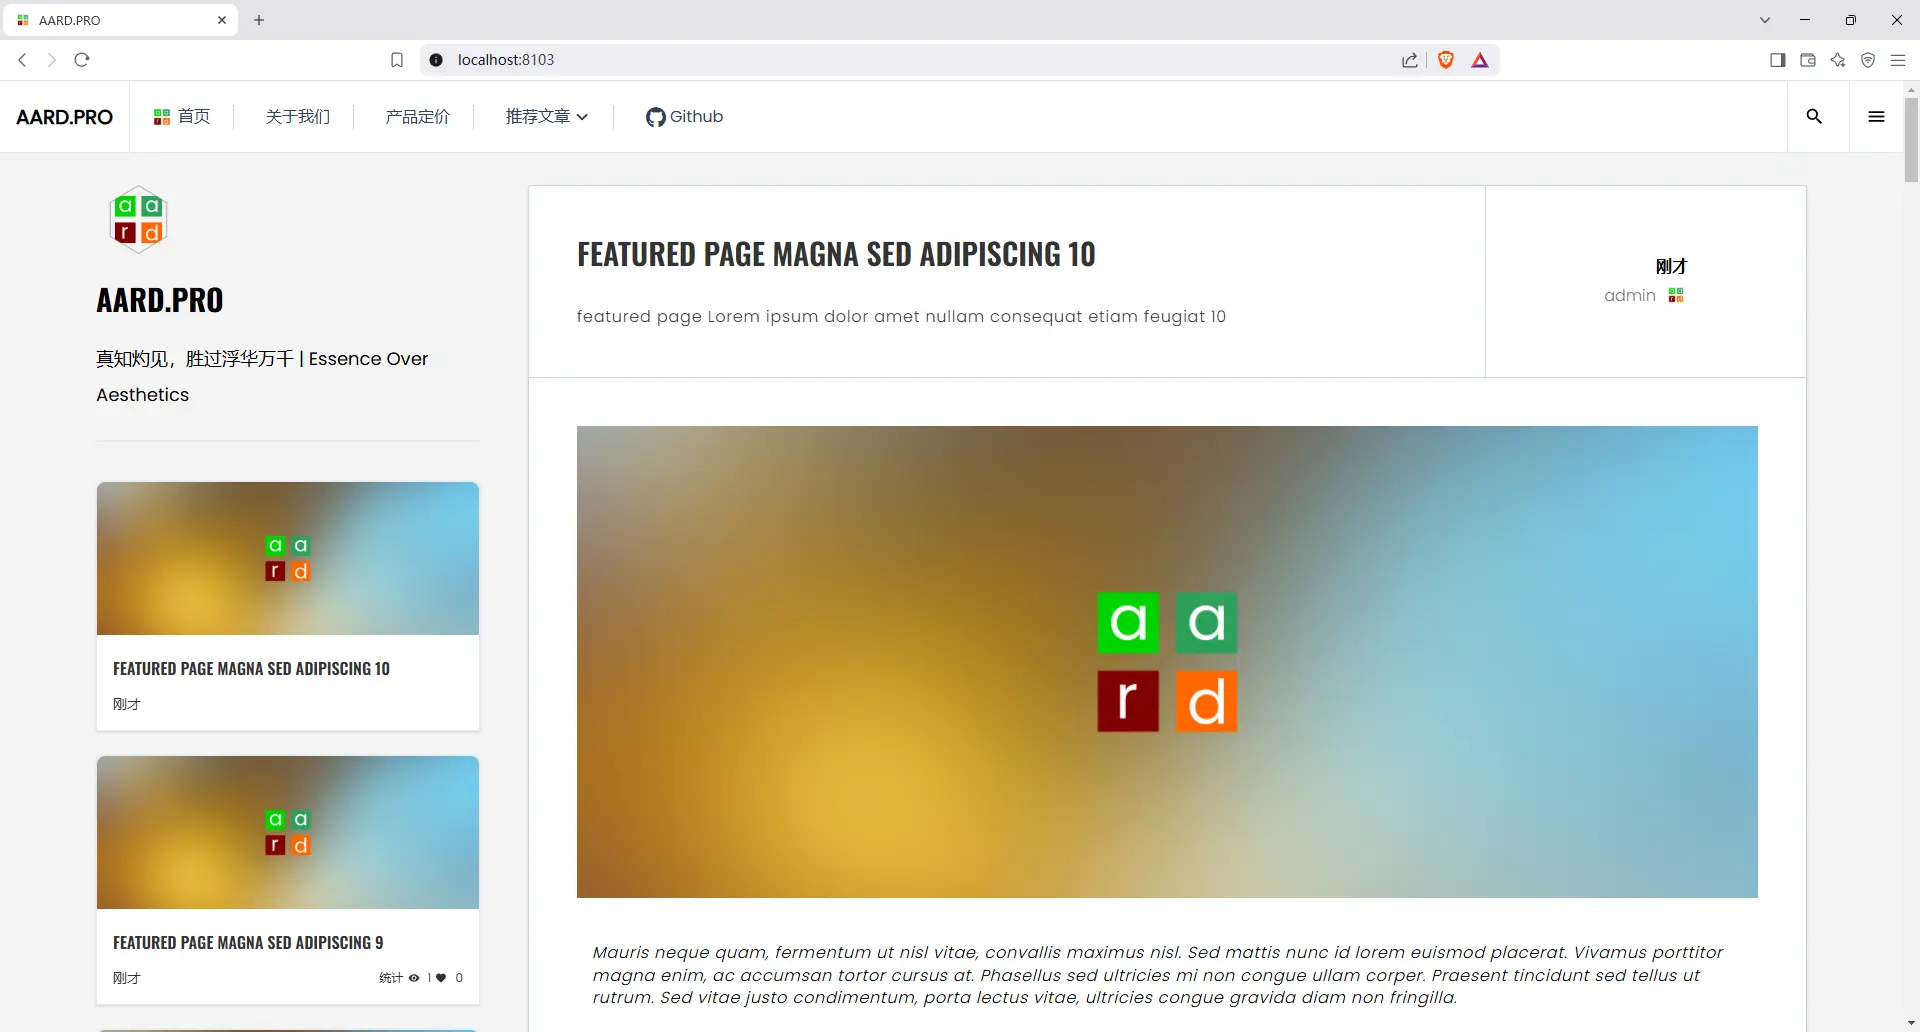 AARD.PRO
localhost:8103
AARD.PRO
首页
关于我们
产品定价
推荐文章
Github
a a
r d
AARD.PRO
真知灼见，胜过浮华万千 | Essence Over
Aesthetics
a a
r d
FEATURED PAGE MAGNA SED ADIPISCING 10
刚才
a a
r d
FEATURED PAGE MAGNA SED ADIPISCING 9
刚才
统计 1 0
FEATURED PAGE MAGNA SED ADIPISCING 10
featured page Lorem ipsum dolor amet nullam consequat etiam feugiat 10
刚才
admin
a a
r d
Mauris neque quam, fermentum ut nisl vitae, convallis maximus nisl. Sed mattis nunc id lorem euismod placerat. Vivamus porttitor
magna enim, ac accumsan tortor cursus at. Phasellus sed ultricies mi non congue ullam corper. Praesent tincidunt sed tellus ut
rutrum. Sed vitae justo condimentum, porta lectus vitae, ultricies congue gravida diam non fringilla.